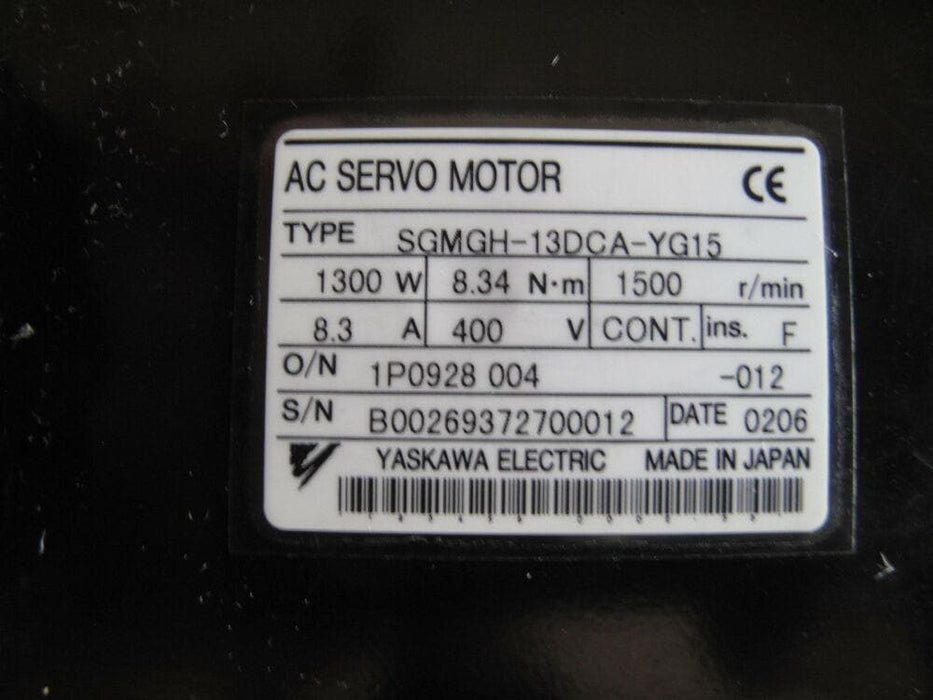 AC SERVO MOTOR CE
TYPE SGMGH-13DCA-YG15
1300 W 8.34 N·m 1500 r/min
8.3 A 400 V CONT. ins. F
O/N 1P0928 004 -012
S/N B00269372700012 DATE 0206
YASKAWA ELECTRIC MADE IN JAPAN